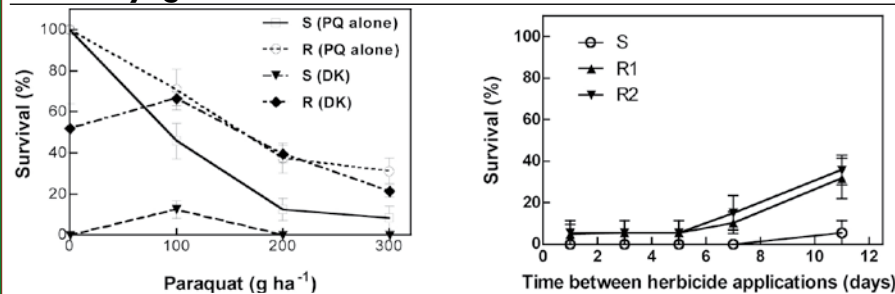 100
80
60
40
20
0
Survival (%)
0 100 200 300
Paraquat (g ha⁻¹)
S (PQ alone)
R (PQ alone)
S (DK)
R (DK)
100
80
60
40
20
0
Survival (%)
0 2 4 6 8 10 12
Time between herbicide applications (days)
S
R1
R2